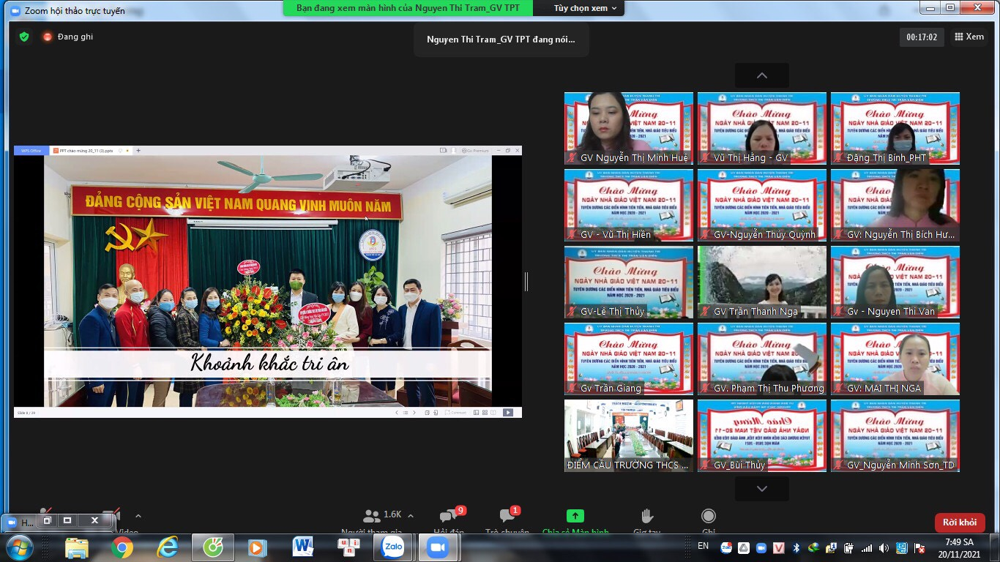 Zoom hội thảo trực tuyến
Bạn đang xem màn hình của Nguyen Thi Tram_GV TPT
Tùy chọn xem
Đang ghi
Nguyen Thi Tram_GV TPT đang nói...
00:17:02
Xem
WPS Office
PPT chào mừng 20_11 (3).pptx
Go Premium
ĐẢNG CỘNG SẢN VIỆT NAM QUANG VINH MUÔN NĂM
Khoảnh khắc tri ân
Slide 8 / 29
Comment
Chào Mừng
NGÀY NHÀ GIÁO VIỆT NAM 20-11
TUYÊN DƯƠNG CÁC ĐIỂN HÌNH TIÊN TIẾN, NHÀ GIÁO TIÊU BIỂU
NĂM HỌC 2020 - 2021
GV Nguyễn Thị Minh Huệ
Vũ Thị Hằng - GV
Đặng Thị Bính_PHT
GV - Vũ Thị Hiên
GV-Nguyễn Thúy Quỳnh
GV: Nguyễn Thị Bích Hư...
GV-Lê Thị Thủy
GV Trần Thanh Nga
Gv - Nguyen Thi Van
Gv Trần Giang
GV: Phạm Thị Thu Phương
GV: MAI THỊ NGA
ĐIỂM CẦU TRƯỜNG THCS ...
GV_Bùi Thủy
GV_Nguyễn Minh Sơn_TD
H...
Video
1.6K
Người tham gia
9
Hỏi đáp
1
Trò chuyện
Chia sẻ Màn hình
Giơ tay
Ghi
Rời khỏi
Zalo
EN
7:49 SA
20/11/2021